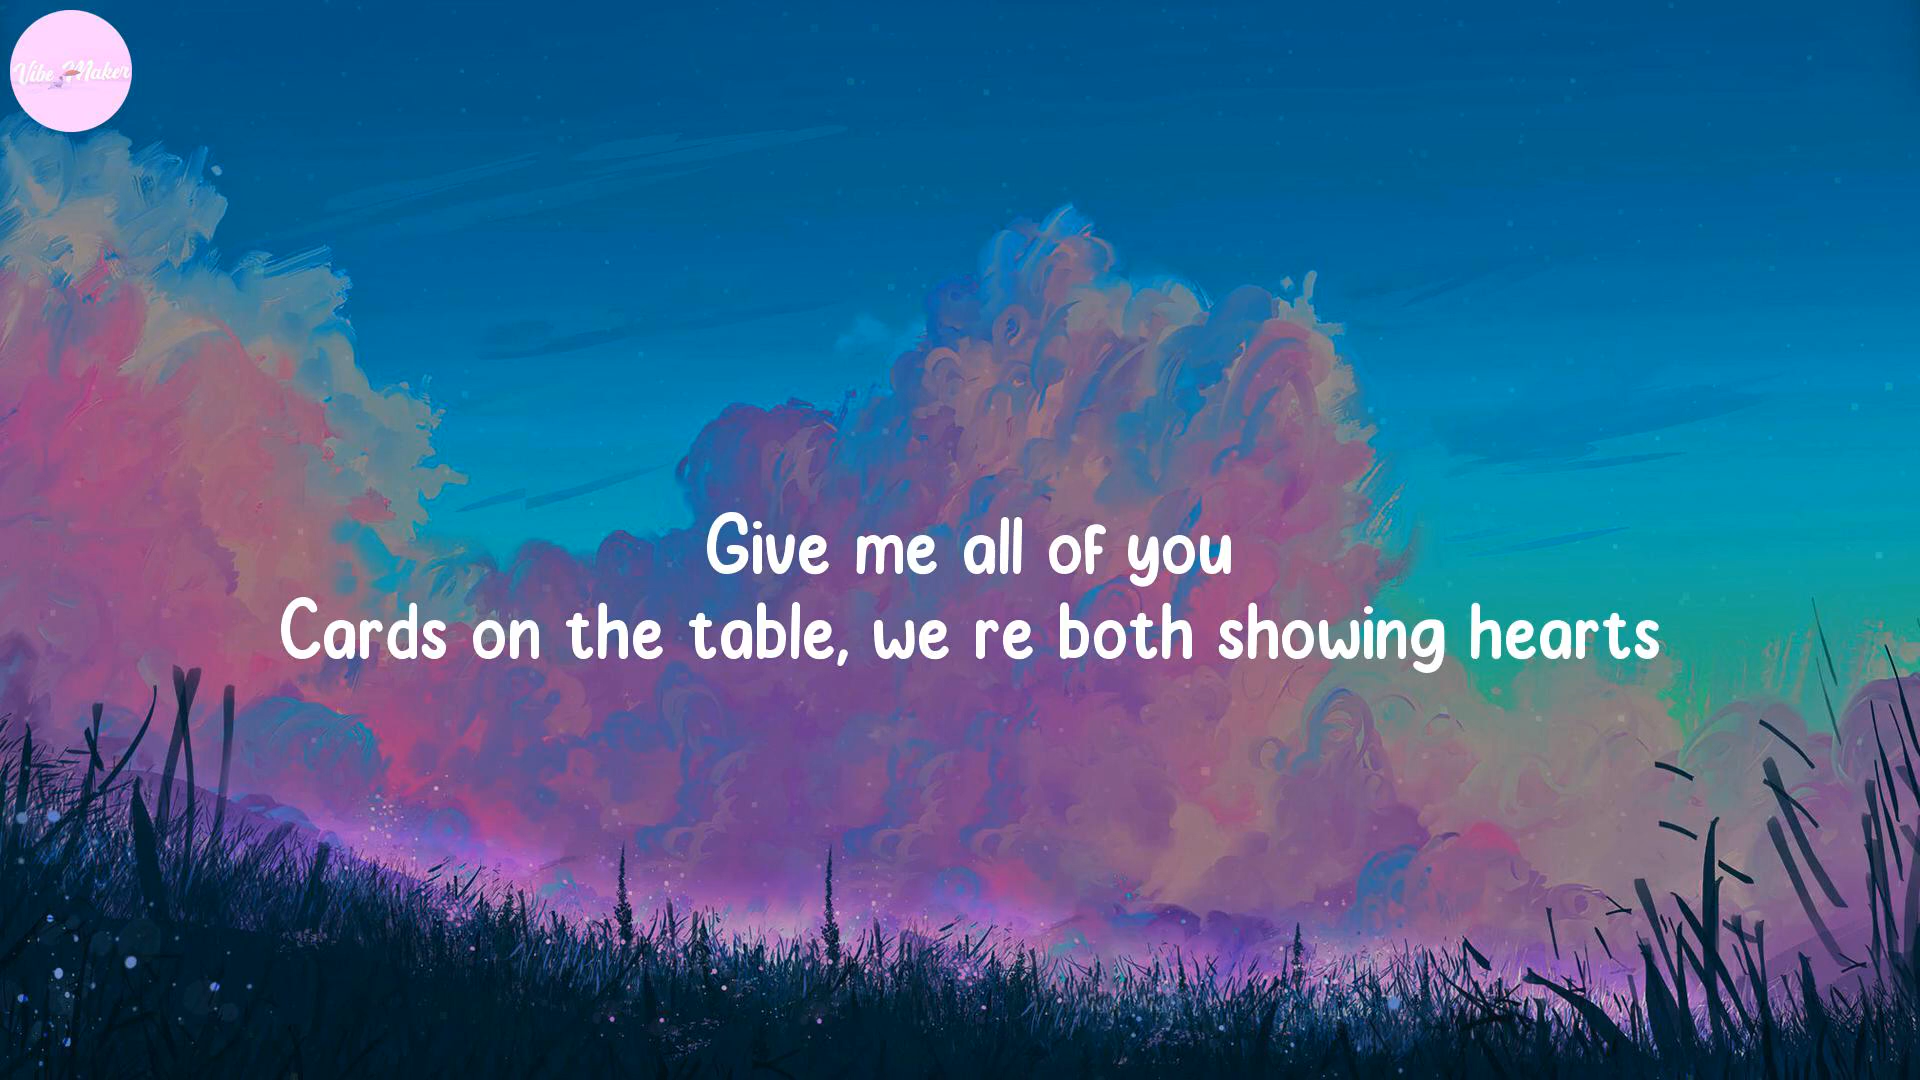 Vibe Maker
Give me all of you
Cards on the table, we re both showing hearts